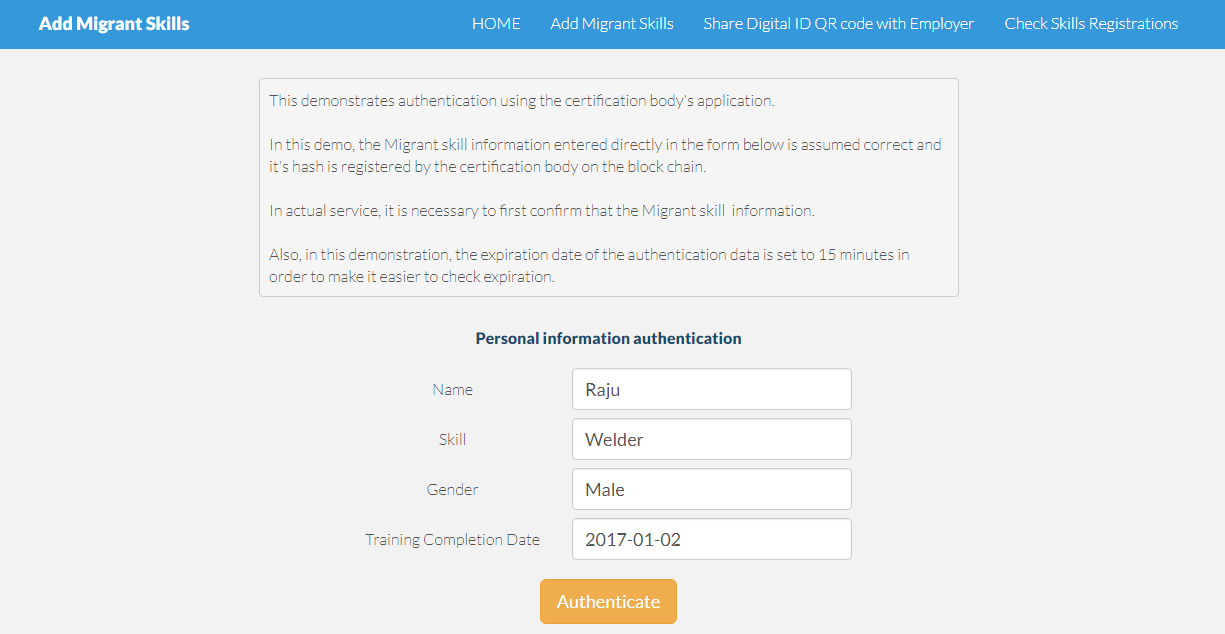 Add Migrant Skills
HOME Add Migrant Skills Share Digital ID QR code with Employer Check Skills Registrations
This demonstrates authentication using the certification body's application.
In this demo, the Migrant skill information entered directly in the form below is assumed correct and
it's hash is registered by the certification body on the block chain.
In actual service, it is necessary to first confirm that the Migrant skill  information.
Also, in this demonstration, the expiration date of the authentication data is set to 15 minutes in
order to make it easier to check expiration.
Personal information authentication
Name Raju
Skill Welder
Gender Male
Training Completion Date 2017-01-02
Authenticate